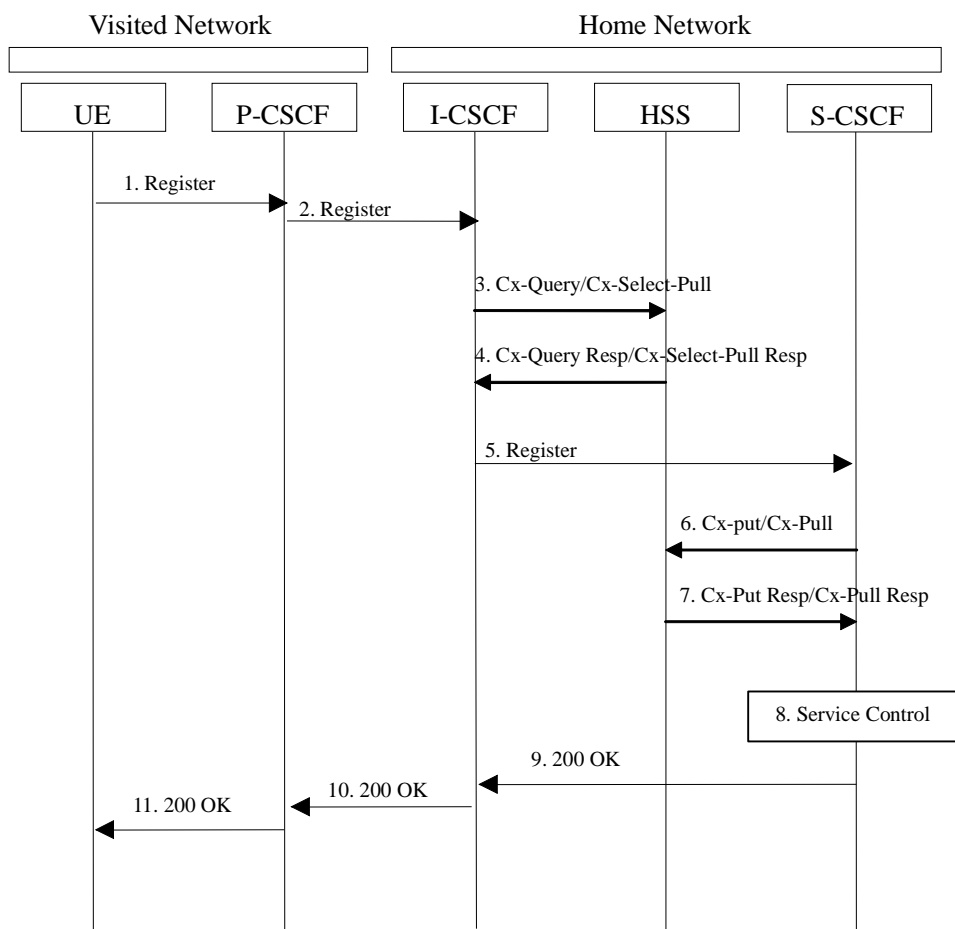 Visited Network
Home Network
UE
P-CSCF
I-CSCF
HSS
S-CSCF
1. Register
2. Register
3. Cx-Query/Cx-Select-Pull
4. Cx-Query Resp/Cx-Select-Pull Resp
5. Register
6. Cx-put/Cx-Pull
7. Cx-Put Resp/Cx-Pull Resp
8. Service Control
9. 200 OK
10. 200 OK
11. 200 OK